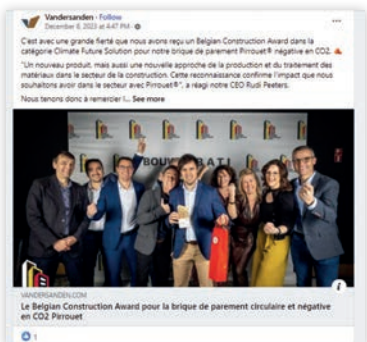 Vandersanden · Follow
December 6, 2023 at 4:47 PM ·
C'est avec une grande fierté que nous avons reçu un Belgian Construction Award dans la
catégorie Climate Future Solution pour notre brique de parement Pirrouet® négative en CO2.
"Un nouveau produit, mais aussi une nouvelle approche de la production et du traitement des
matériaux dans le secteur de la construction. Cette reconnaissance confirme l'impact que nous
souhaitons avoir dans le secteur avec Pirrouet®", a réagi notre CEO Rudi Peeters.
Nous tenons donc à remercier l... See more
BOUW BATI
VANDERSANDEN.COM
Le Belgian Construction Award pour la brique de parement circulaire et négative
en CO2 Pirrouet
1